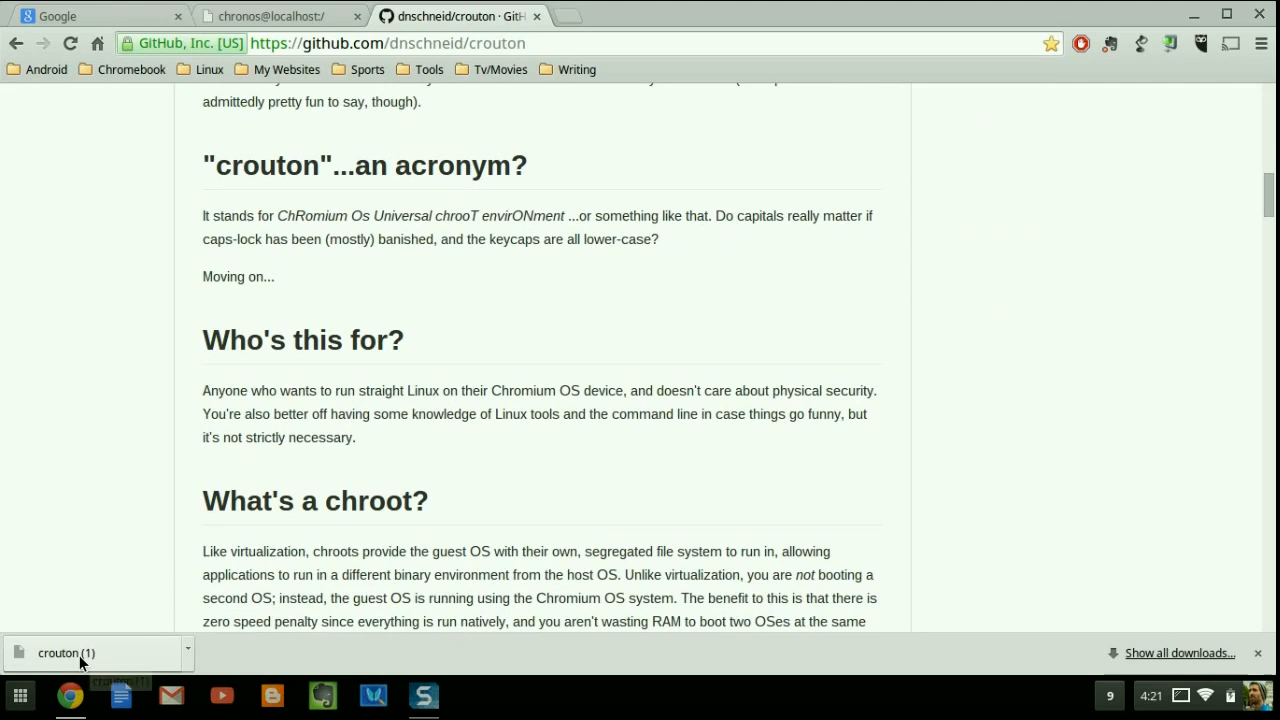 Google
chronos@localhost:/
dnschneid/crouton · GitH
GitHub, Inc. [US]
https://github.com/dnschneid/crouton
Android
Chromebook
Linux
My Websites
Sports
Tools
Tv/Movies
Writing
admittedly pretty fun to say, though).
"crouton"...an acronym?
It stands for ChRomium Os Universal chrooT envirONment ...or something like that. Do capitals really matter if
caps-lock has been (mostly) banished, and the keycaps are all lower-case?
Moving on...
Who's this for?
Anyone who wants to run straight Linux on their Chromium OS device, and doesn't care about physical security.
You're also better off having some knowledge of Linux tools and the command line in case things go funny, but
it's not strictly necessary.
What's a chroot?
Like virtualization, chroots provide the guest OS with their own, segregated file system to run in, allowing
applications to run in a different binary environment from the host OS. Unlike virtualization, you are not booting a
second OS; instead, the guest OS is running using the Chromium OS system. The benefit to this is that there is
zero speed penalty since everything is run natively, and you aren't wasting RAM to boot two OSes at the same
crouton (1)
Show all downloads...
crouton (1)
9
4:21